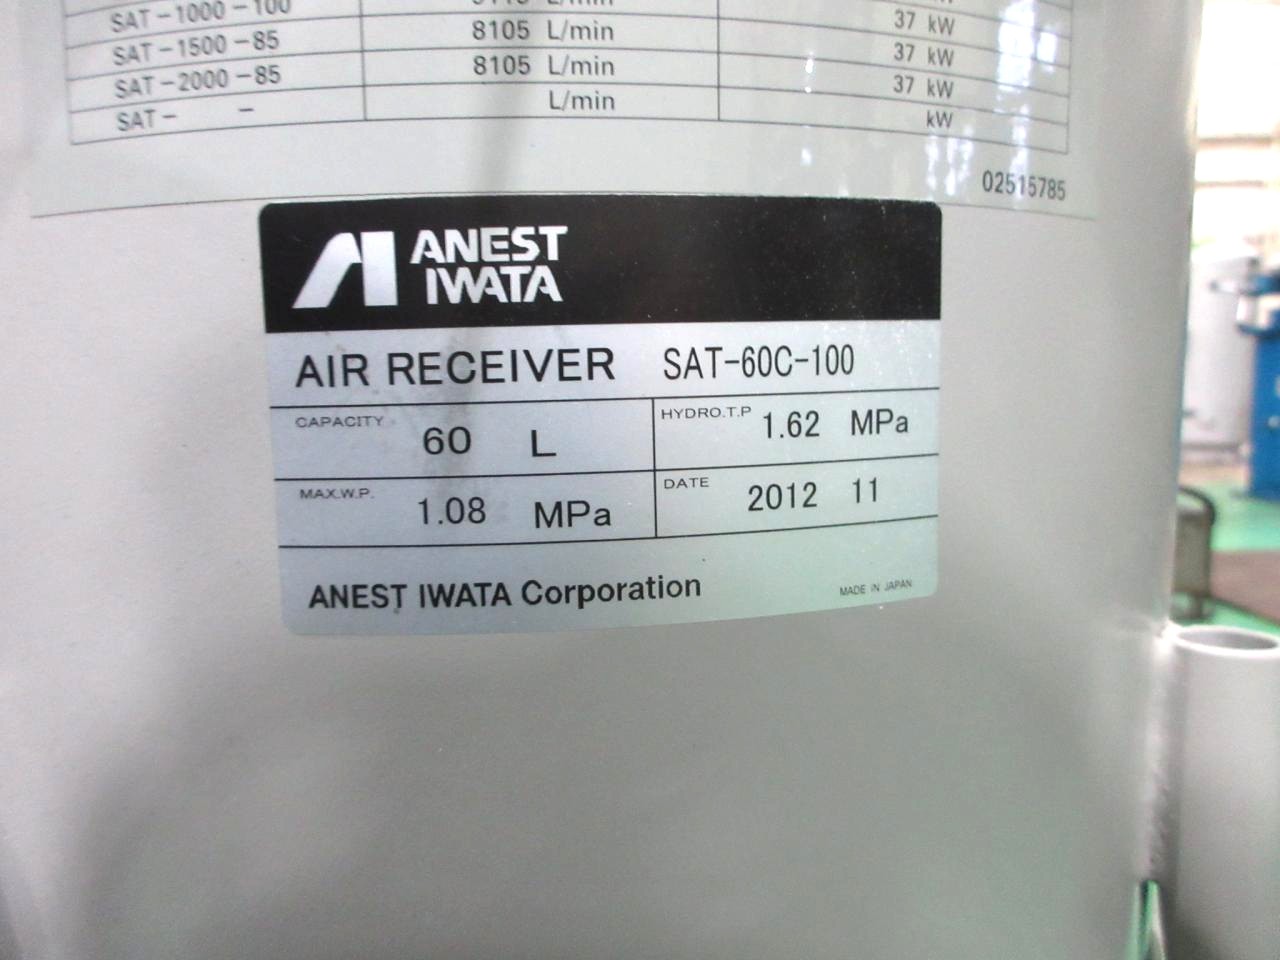 SAT-1000-100 L/min 37 kW
SAT-1500-85 8105 L/min 37 kW
SAT-2000-85 8105 L/min 37 kW
SAT- - L/min kW
02515785
ANEST
IWATA
AIR RECEIVER SAT-60C-100
CAPACITY 60 L HYDRO.T.P 1.62 MPa
MAX.W.P. 1.08 MPa DATE 2012 11
ANEST IWATA Corporation MADE IN JAPAN